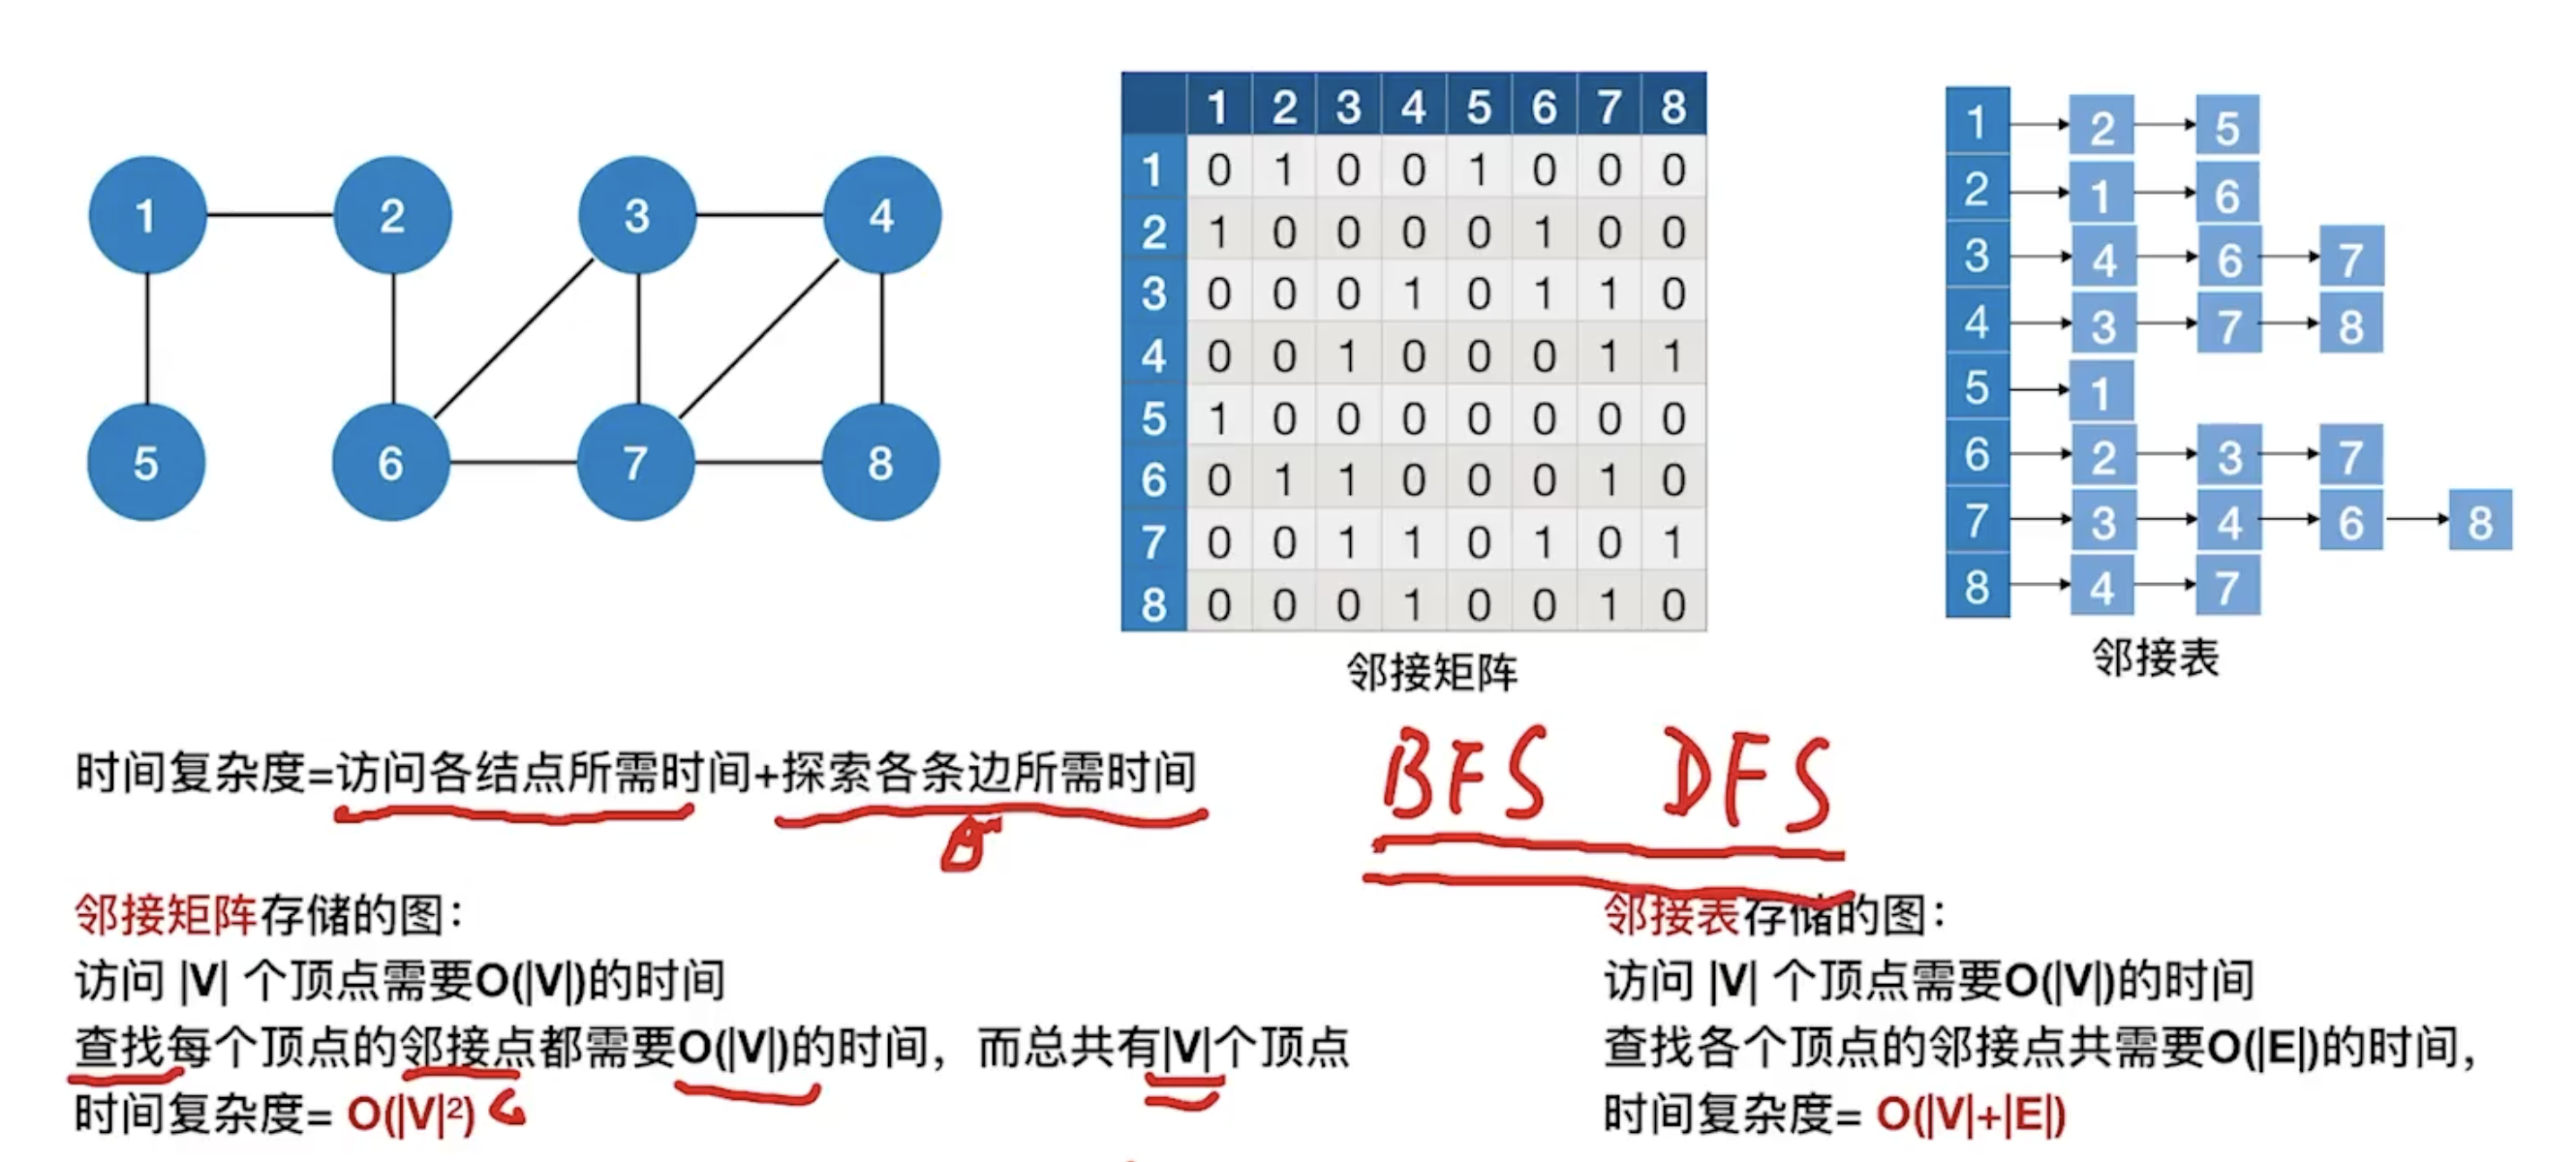 1 2 3 4
5 6 7 8
1 2 3 4 5 6 7 8
1 0 1 0 0 1 0 0 0
2 1 0 0 0 0 1 0 0
3 0 0 0 1 0 1 1 0
4 0 0 1 0 0 0 1 1
5 1 0 0 0 0 0 0 0
6 0 1 1 0 0 0 1 0
7 0 0 1 1 0 1 0 1
8 0 0 0 1 0 0 1 0
邻接矩阵
1 2 5
2 1 6
3 4 6 7
4 3 7 8
5 1
6 2 3 7
7 3 4 6 8
8 4 7
邻接表
时间复杂度=访问各结点所需时间+探索各条边所需时间
BFS DFS
邻接矩阵存储的图：
访问 |V| 个顶点需要O(|V|)的时间
查找每个顶点的邻接点都需要O(|V|)的时间，而总共有|V|个顶点
时间复杂度= O(|V|²)
邻接表存储的图：
访问 |V| 个顶点需要O(|V|)的时间
查找各个顶点的邻接点共需要O(|E|)的时间，
时间复杂度= O(|V|+|E|)